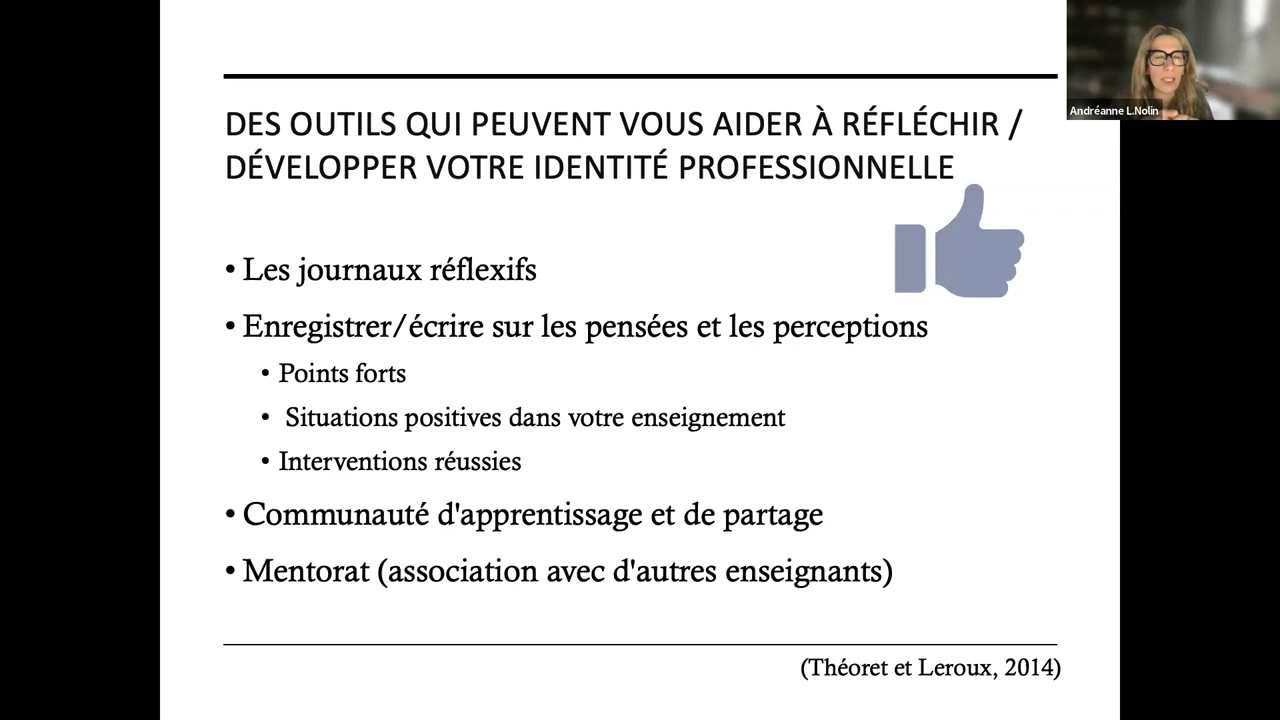 DES OUTILS QUI PEUVENT VOUS AIDER À RÉFLÉCHIR /
DÉVELOPPER VOTRE IDENTITÉ PROFESSIONNELLE
• Les journaux réflexifs
• Enregistrer/écrire sur les pensées et les perceptions
• Points forts
• Situations positives dans votre enseignement
• Interventions réussies
• Communauté d'apprentissage et de partage
• Mentorat (association avec d'autres enseignants)
(Théoret et Leroux, 2014)
Andréanne L.Nolin